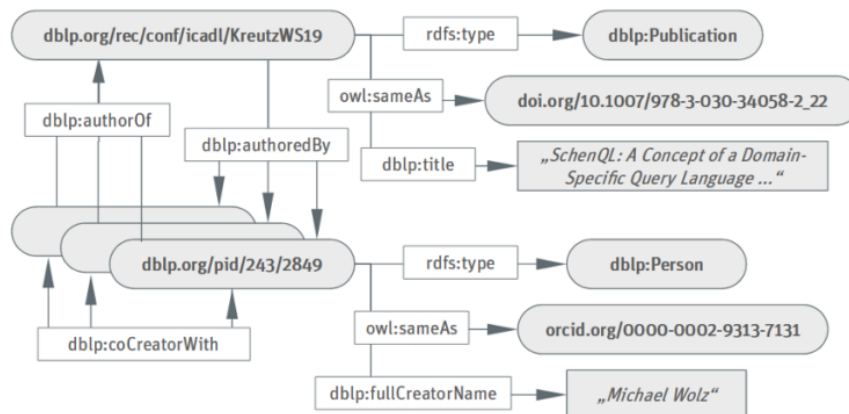 dblp.org/rec/conf/icadl/KreutzWS19
rdfs:type
dblp:Publication
owl:sameAs
doi.org/10.1007/978-3-030-34058-2_22
dblp:authorOf
dblp:authoredBy
dblp:title
„SchenQL: A Concept of a Domain-
Specific Query Language ...“
dblp.org/pid/243/2849
rdfs:type
dblp:Person
owl:sameAs
orcid.org/0000-0002-9313-7131
dblp:coCreatorWith
dblp:fullCreatorName
„Michael Wolz“